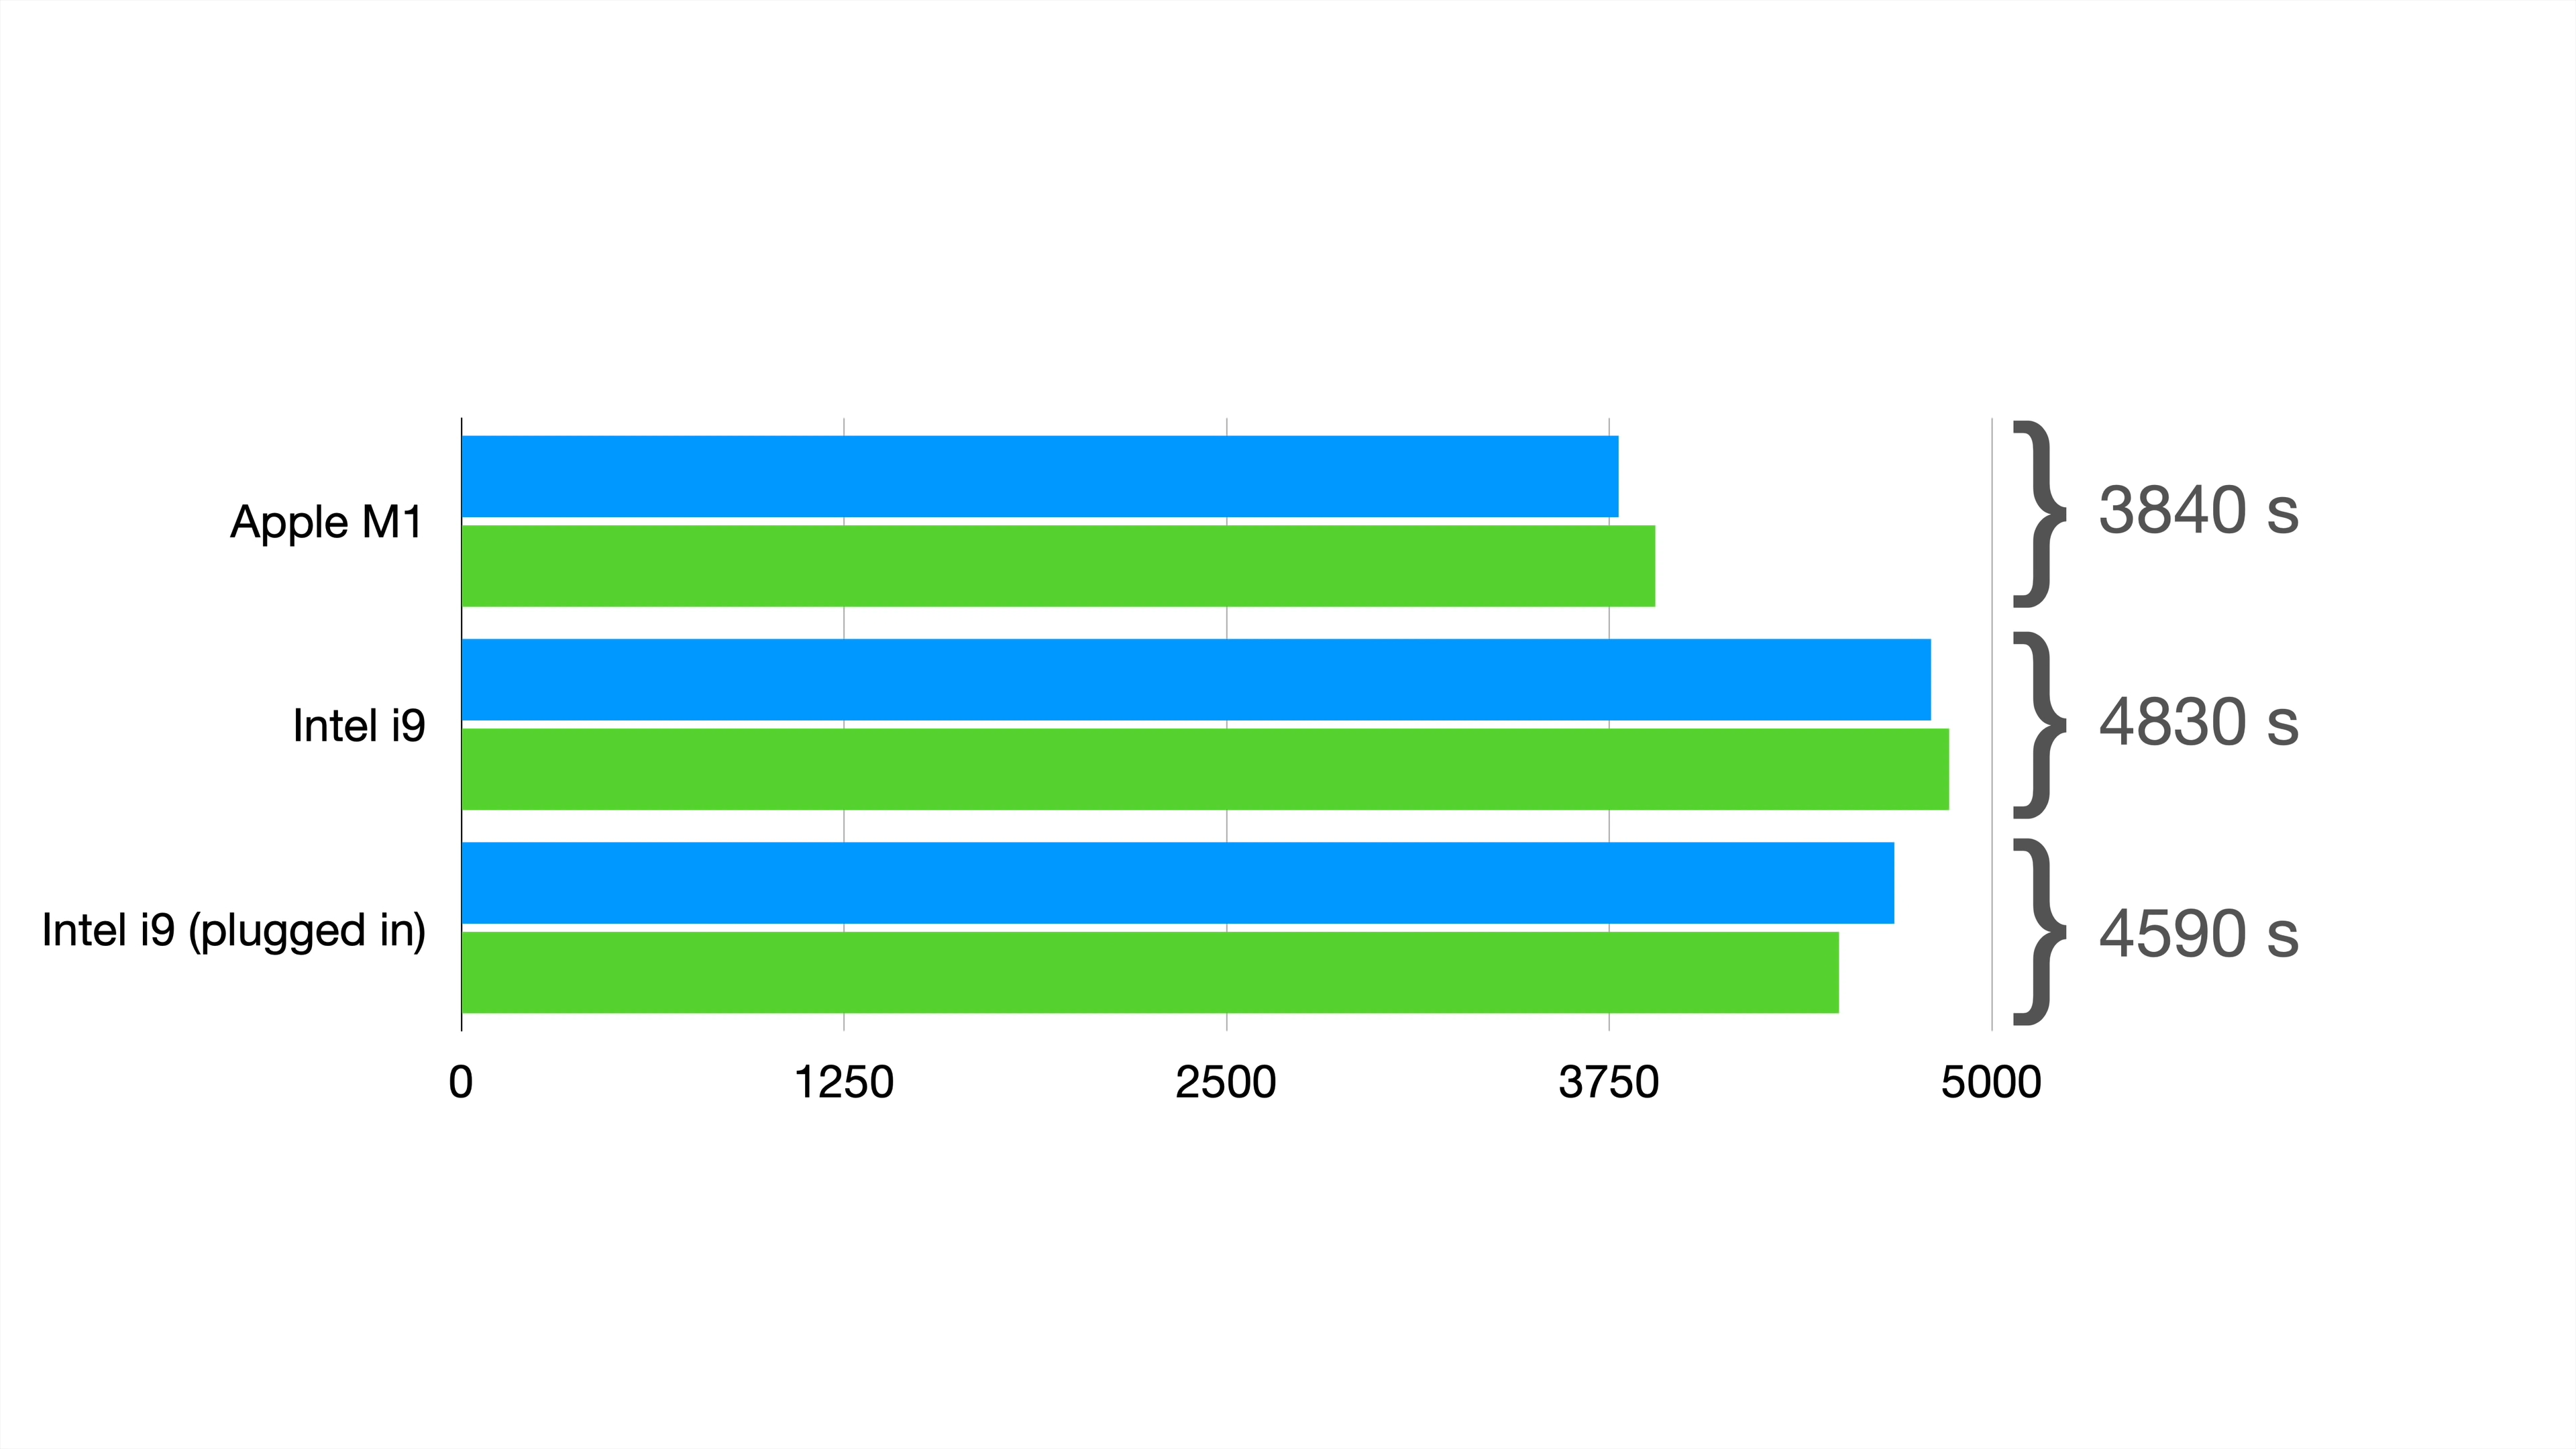 Apple M1
3840 s
Intel i9
4830 s
Intel i9 (plugged in)
4590 s
0 1250 2500 3750 5000